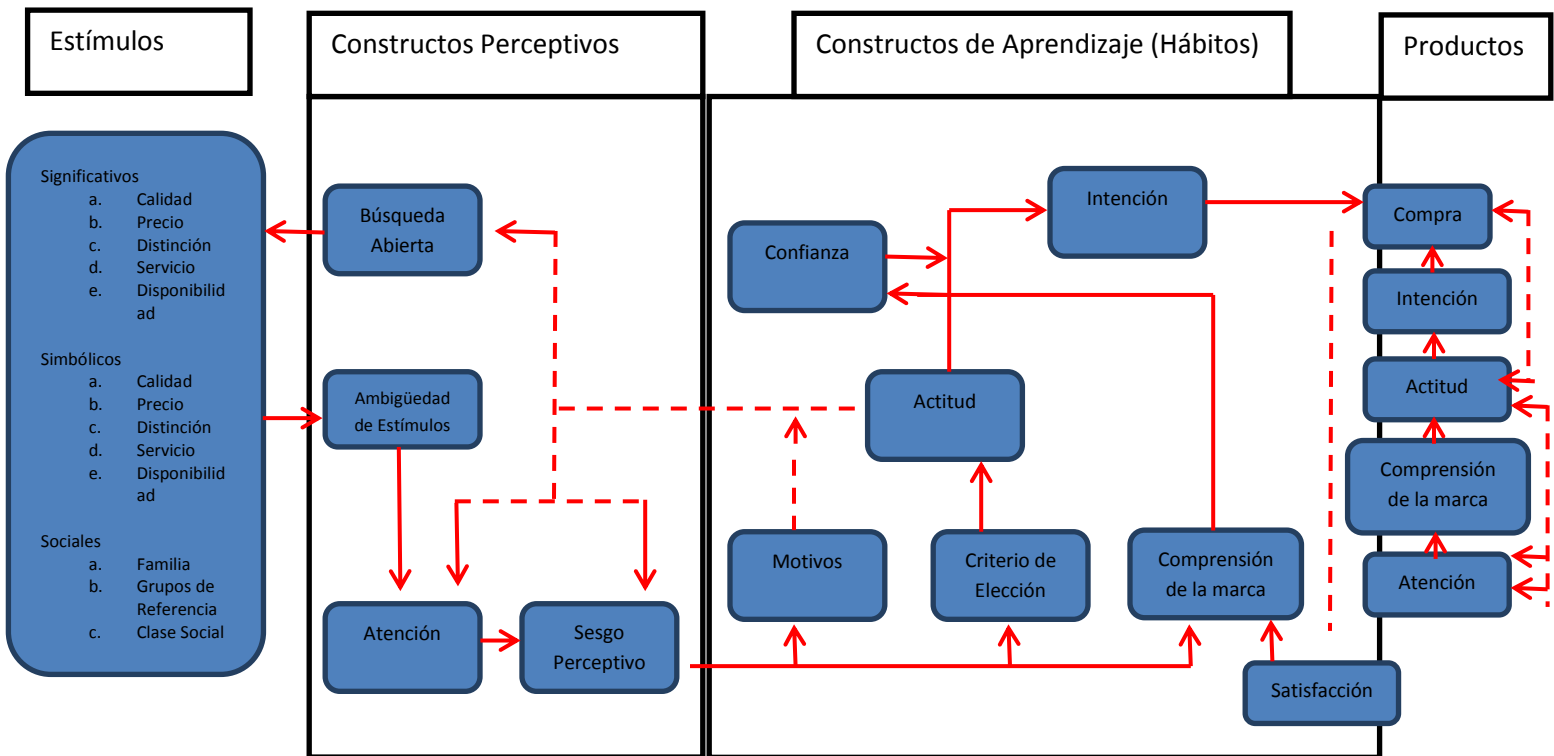 Estímulos
Constructos Perceptivos
Constructos de Aprendizaje (Hábitos)
Productos
Significativos
a. Calidad
b. Precio
c. Distinción
d. Servicio
e. Disponibilid
ad
Simbólicos
a. Calidad
b. Precio
c. Distinción
d. Servicio
e. Disponibilid
ad
Sociales
a. Familia
b. Grupos de
Referencia
c. Clase Social
Búsqueda
Abierta
Ambigüedad
de Estímulos
Atención
Sesgo
Perceptivo
Confianza
Intención
Actitud
Motivos
Criterio de
Elección
Comprensión
de la marca
Satisfacción
Compra
Intención
Actitud
Comprensión
de la marca
Atención